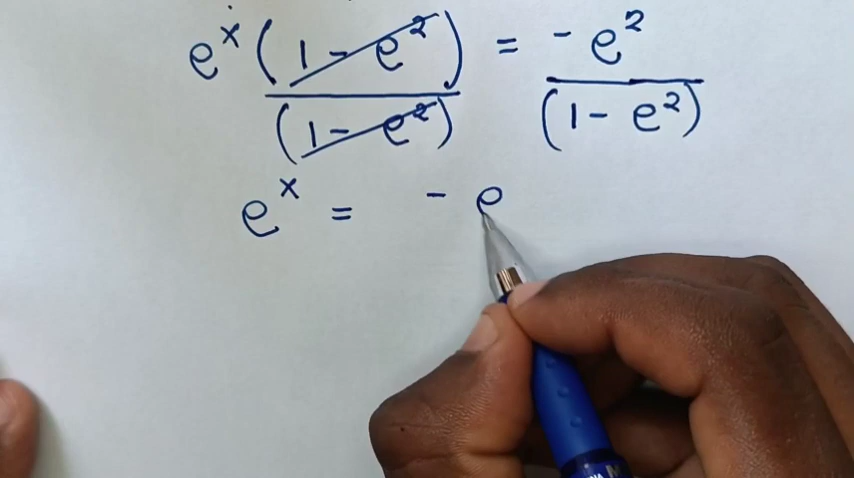 e^x (1 - e^2) / (1 - e^2) = -e^2 / (1 - e^2)
e^x = - e